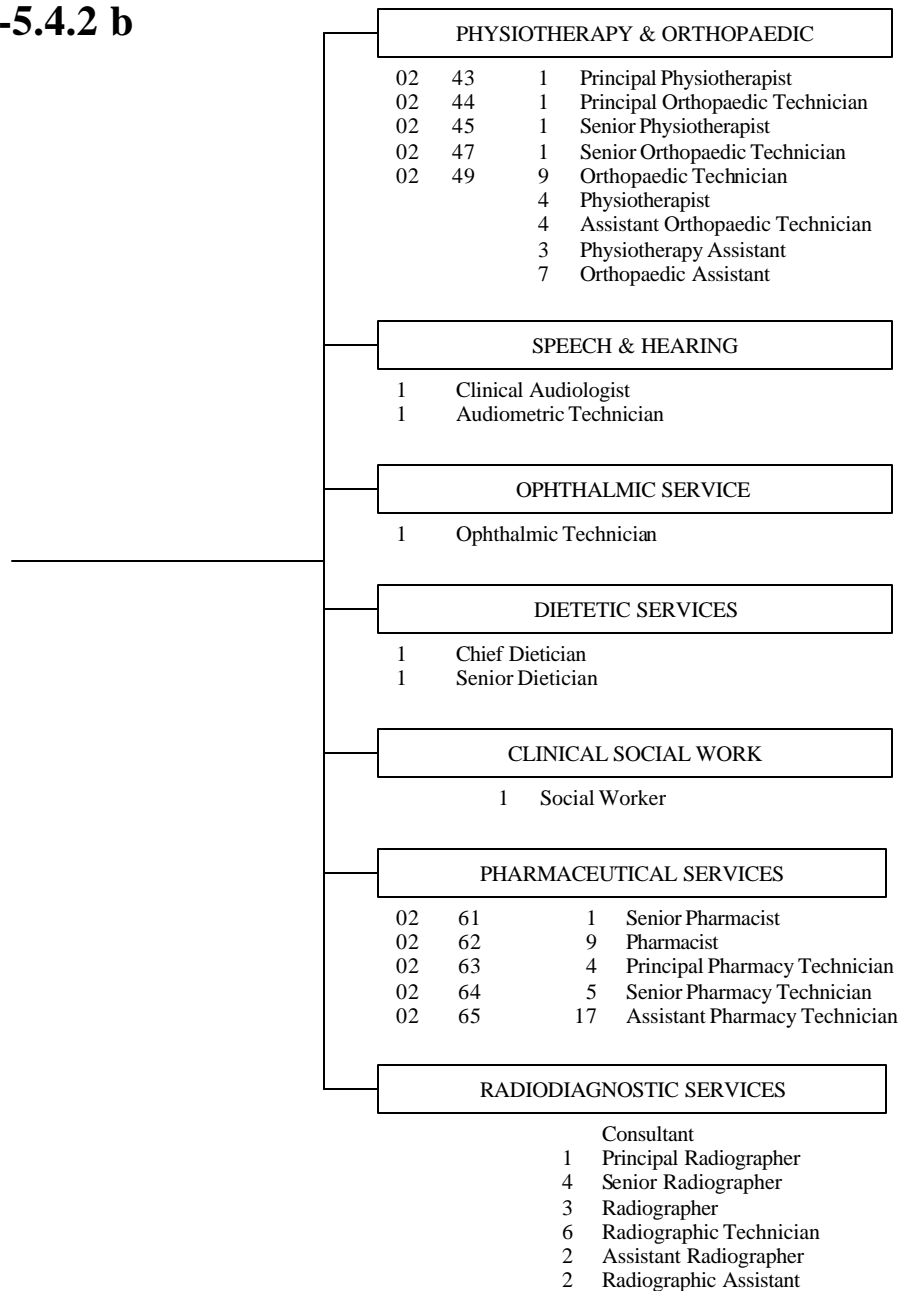 -5.4.2 b
PHYSIOTHERAPY & ORTHOPAEDIC
02 43 1 Principal Physiotherapist
02 44 1 Principal Orthopaedic Technician
02 45 1 Senior Physiotherapist
02 47 1 Senior Orthopaedic Technician
02 49 9 Orthopaedic Technician
4 Physiotherapist
4 Assistant Orthopaedic Technician
3 Physiotherapy Assistant
7 Orthopaedic Assistant
SPEECH & HEARING
1 Clinical Audiologist
1 Audiometric Technician
OPHTHALMIC SERVICE
1 Ophthalmic Technician
DIETETIC SERVICES
1 Chief Dietician
1 Senior Dietician
CLINICAL SOCIAL WORK
1 Social Worker
PHARMACEUTICAL SERVICES
02 61 1 Senior Pharmacist
02 62 9 Pharmacist
02 63 4 Principal Pharmacy Technician
02 64 5 Senior Pharmacy Technician
02 65 17 Assistant Pharmacy Technician
RADIODIAGNOSTIC SERVICES
Consultant
1 Principal Radiographer
4 Senior Radiographer
3 Radiographer
6 Radiographic Technician
2 Assistant Radiographer
2 Radiographic Assistant